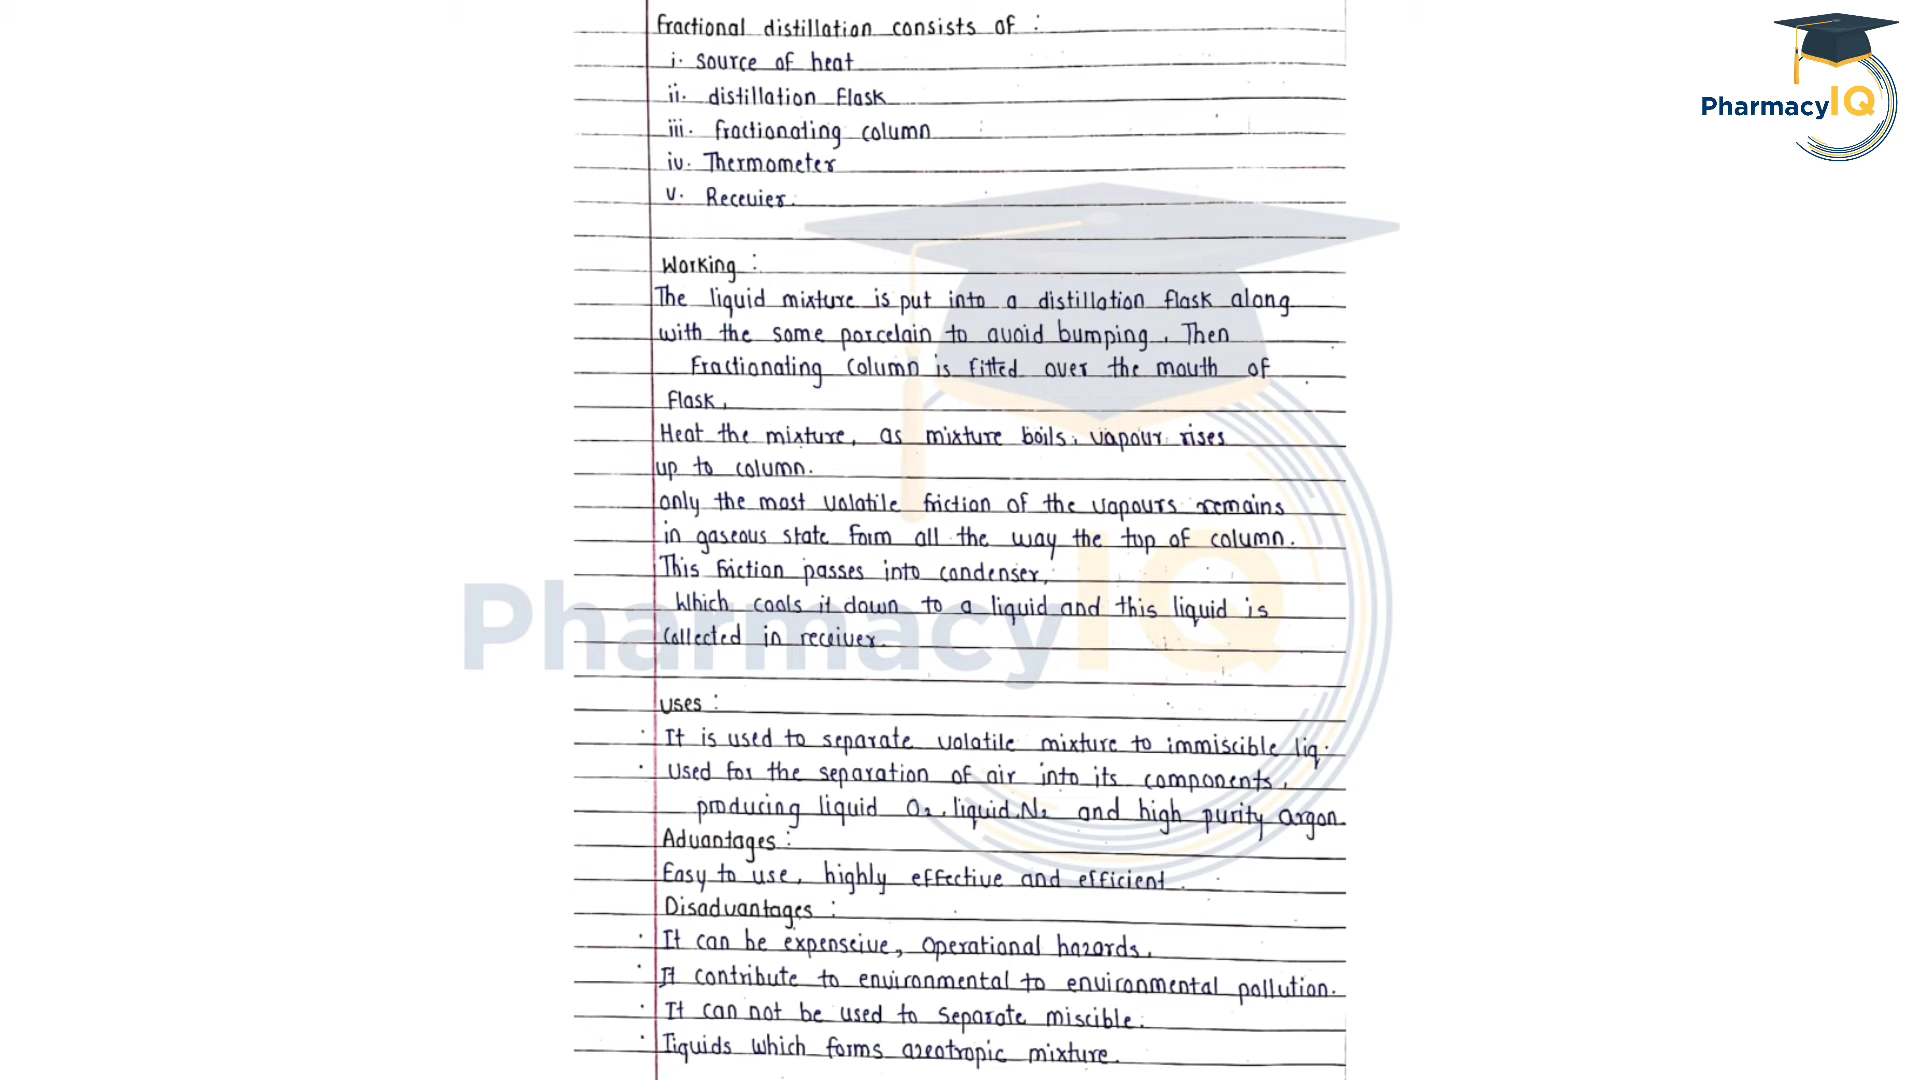 fractional distillation consists of :
i. source of heat
ii. distillation flask
iii. fractionating column
iv. Thermometer
v. Receuier.
Working :
The liquid mixture is put into a distillation flask along
with the some porcelain to avoid bumping. Then
Fractionating column is fitted over the mouth of
flask,
Heat the mixture, as mixture boils, vapour rises
up to column.
only the most volatile friction of the vapours remains
in gaseous state form all the way the top of column.
This friction passes into condenser,
Which cools it down to a liquid and this liquid is
collected in receiver.
uses :
. It is used to separate volatile mixture to immiscible liq.
. Used for the separation of air into its components,
producing liquid O₂, liquid N₂ and high purity argon.
Advantages :
Easy to use, highly effective and efficient.
Disadvantages :
. It can be expenseive, operational hazards.
. It contribute to environmental to environmental pollution.
. It can not be used to separate miscible.
. Liquids which forms azeotropic mixture.
PharmacyIQ
PharmacyIQ